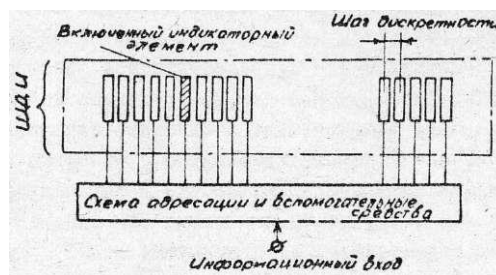 Включенный индикаторный
элемент
Шаг дискретности
ШДИ
Схема адресации и вспомогательные
средства
Информационный вход